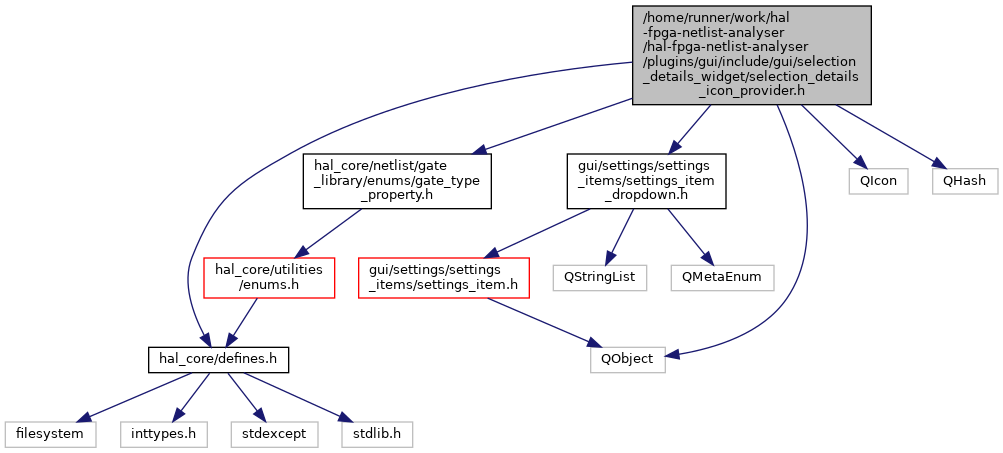 /home/runner/work/hal
-fpga-netlist-analyser
/hal-fpga-netlist-analyser
/plugins/gui/include/gui/selection
_details_widget/selection_details
_icon_provider.h
hal_core/netlist/gate
_library/enums/gate_type
_property.h
gui/settings/settings
_items/settings_item
_dropdown.h
QIcon
QHash
hal_core/utilities
/enums.h
gui/settings/settings
_items/settings_item.h
QStringList
QMetaEnum
hal_core/defines.h
QObject
filesystem
inttypes.h
stdexcept
stdlib.h